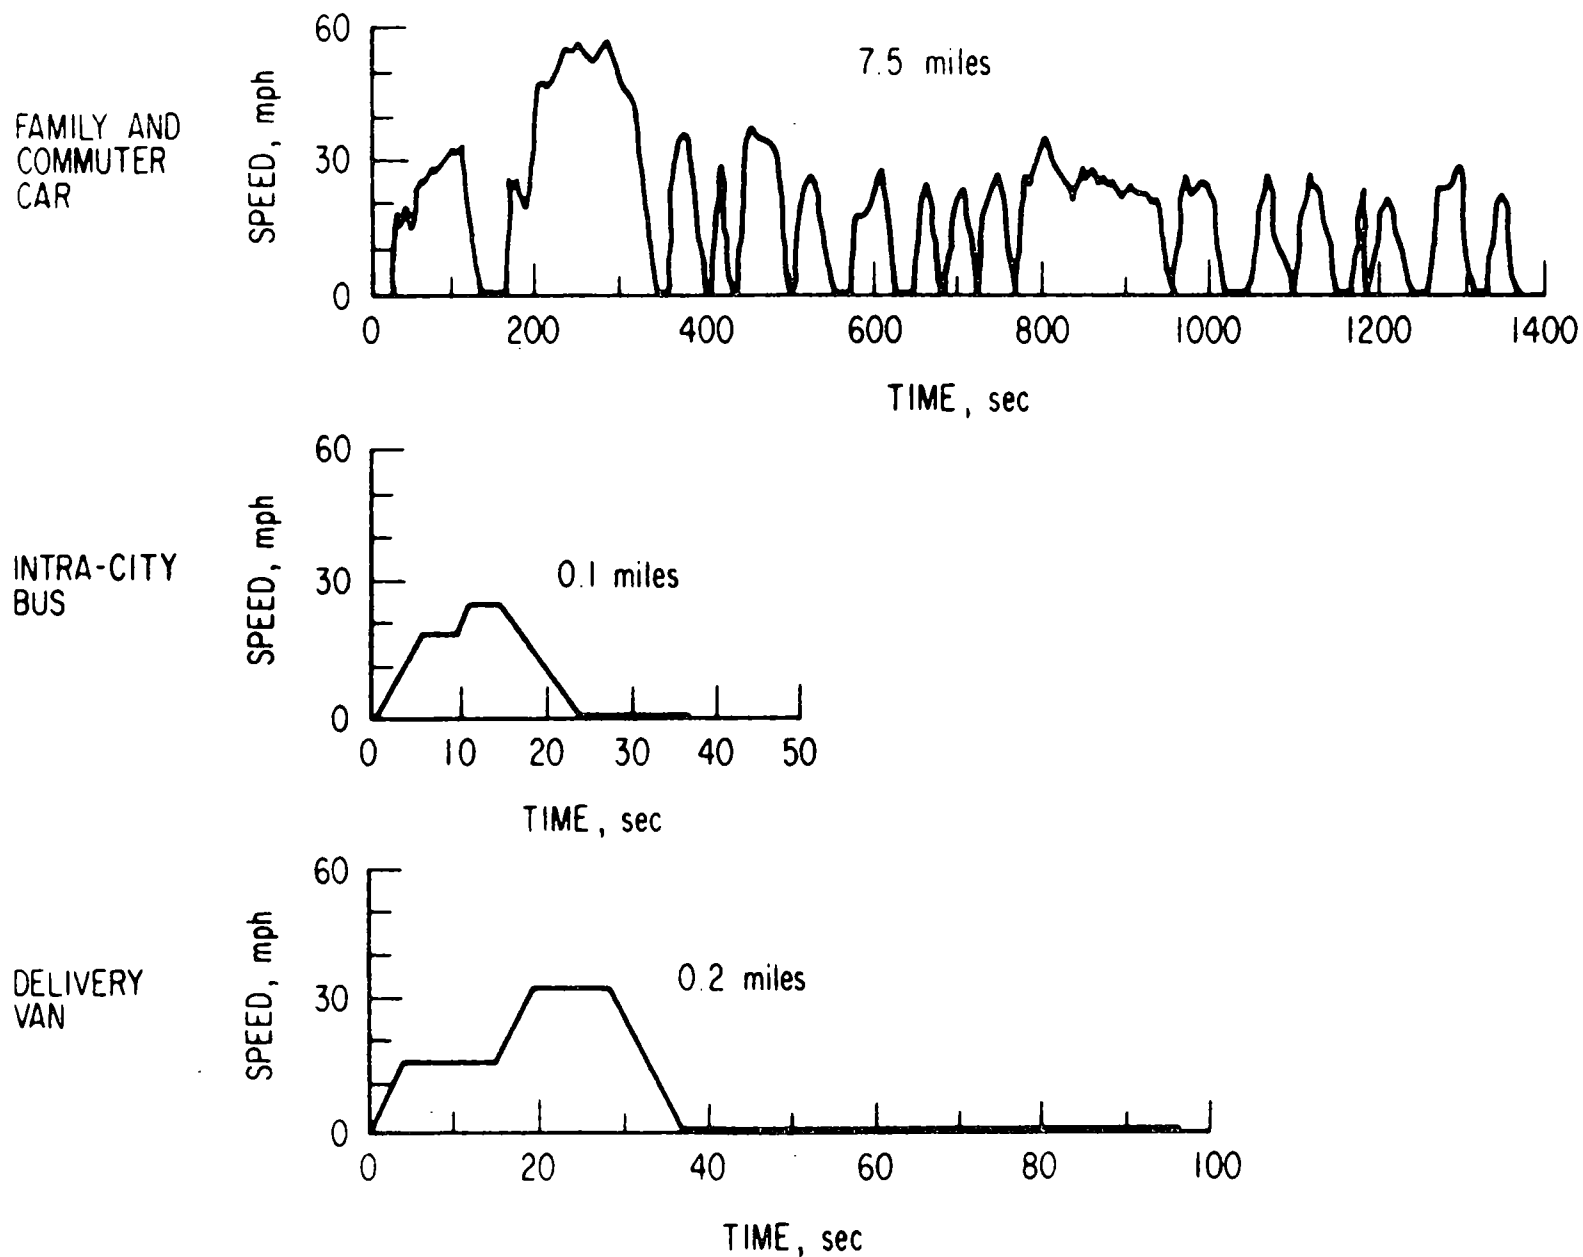 60
7.5 miles
FAMILY AND
COMMUTER
CAR
SPEED, mph
30
0
0 200 400 600 800 1000 1200 1400
TIME, sec
60
INTRA-CITY
BUS
SPEED, mph
30
0.1 miles
0
0 10 20 30 40 50
TIME, sec
60
DELIVERY
VAN
SPEED, mph
30
0.2 miles
0
0 20 40 60 80 100
TIME, sec